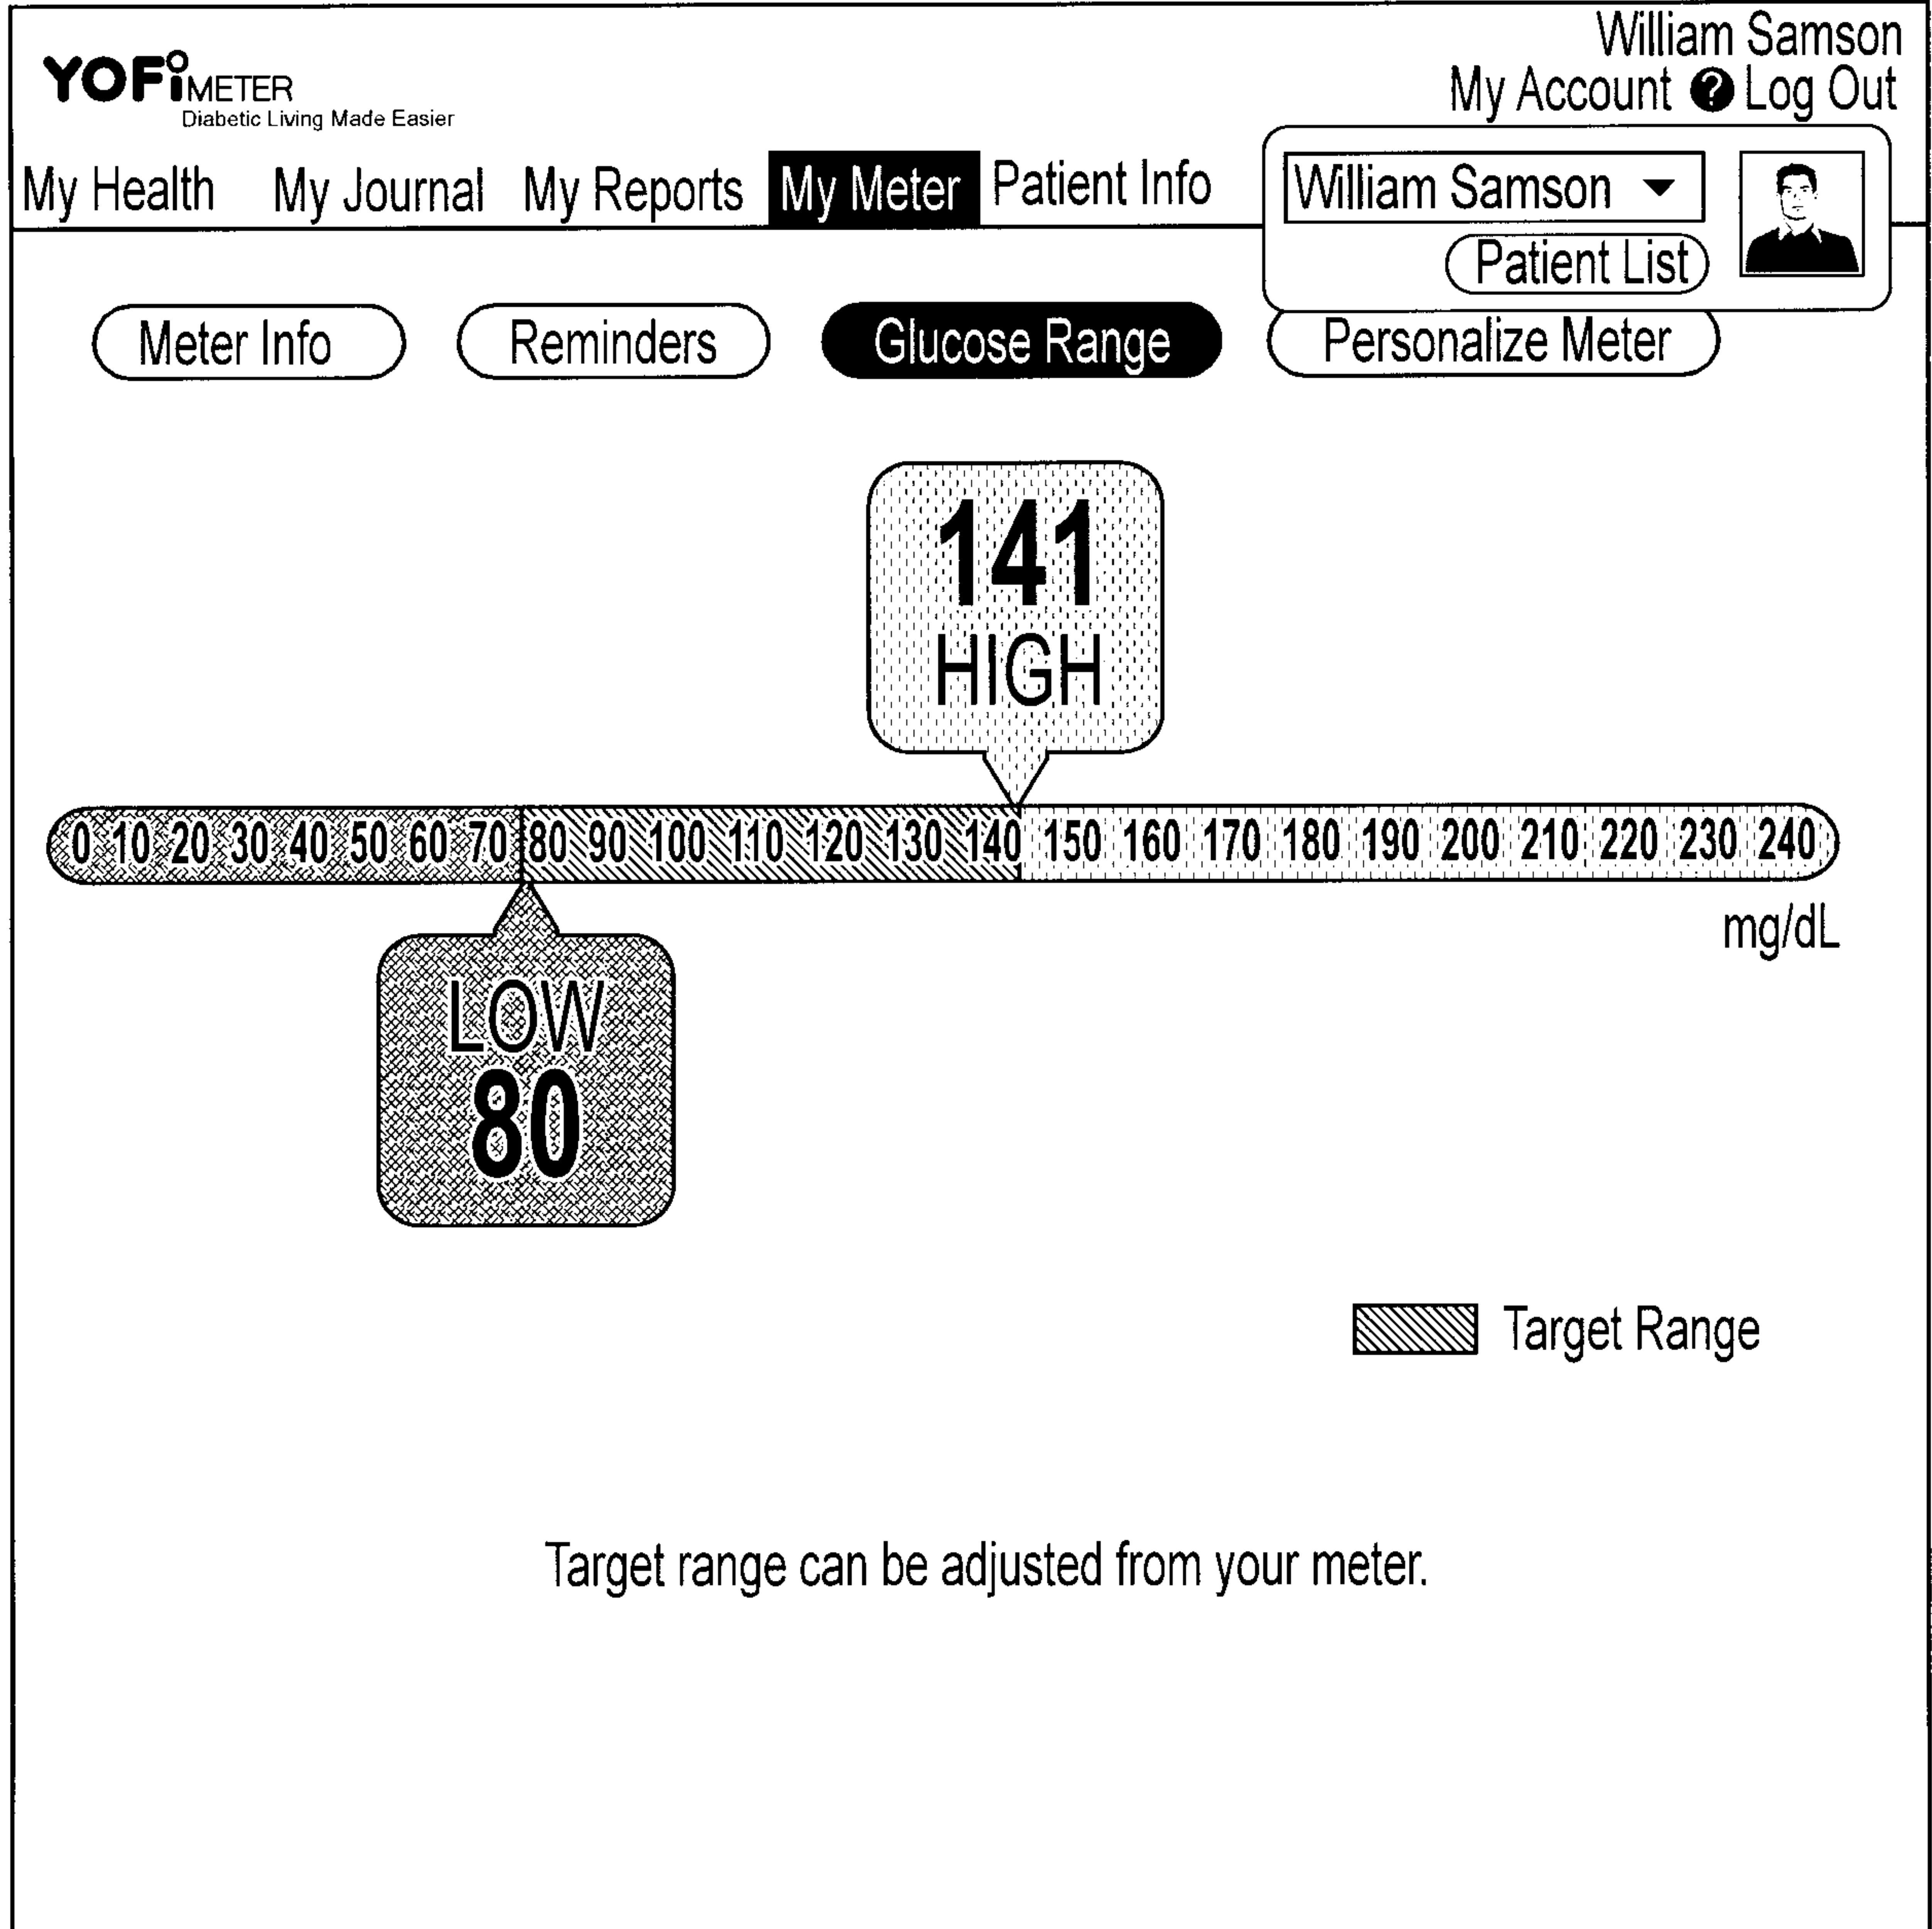 William Samson
YOFiMETER
My Account ? Log Out
Diabetic Living Made Easier
My Health My Journal My Reports My Meter Patient Info
William Samson
Patient List
Meter Info Reminders Glucose Range Personalize Meter
141
HIGH
0 10 20 30 40 50 60 70 80 90 100 110 120 130 140 150 160 170 180 190 200 210 220 230 240
mg/dL
LOW
80
Target Range
Target range can be adjusted from your meter.